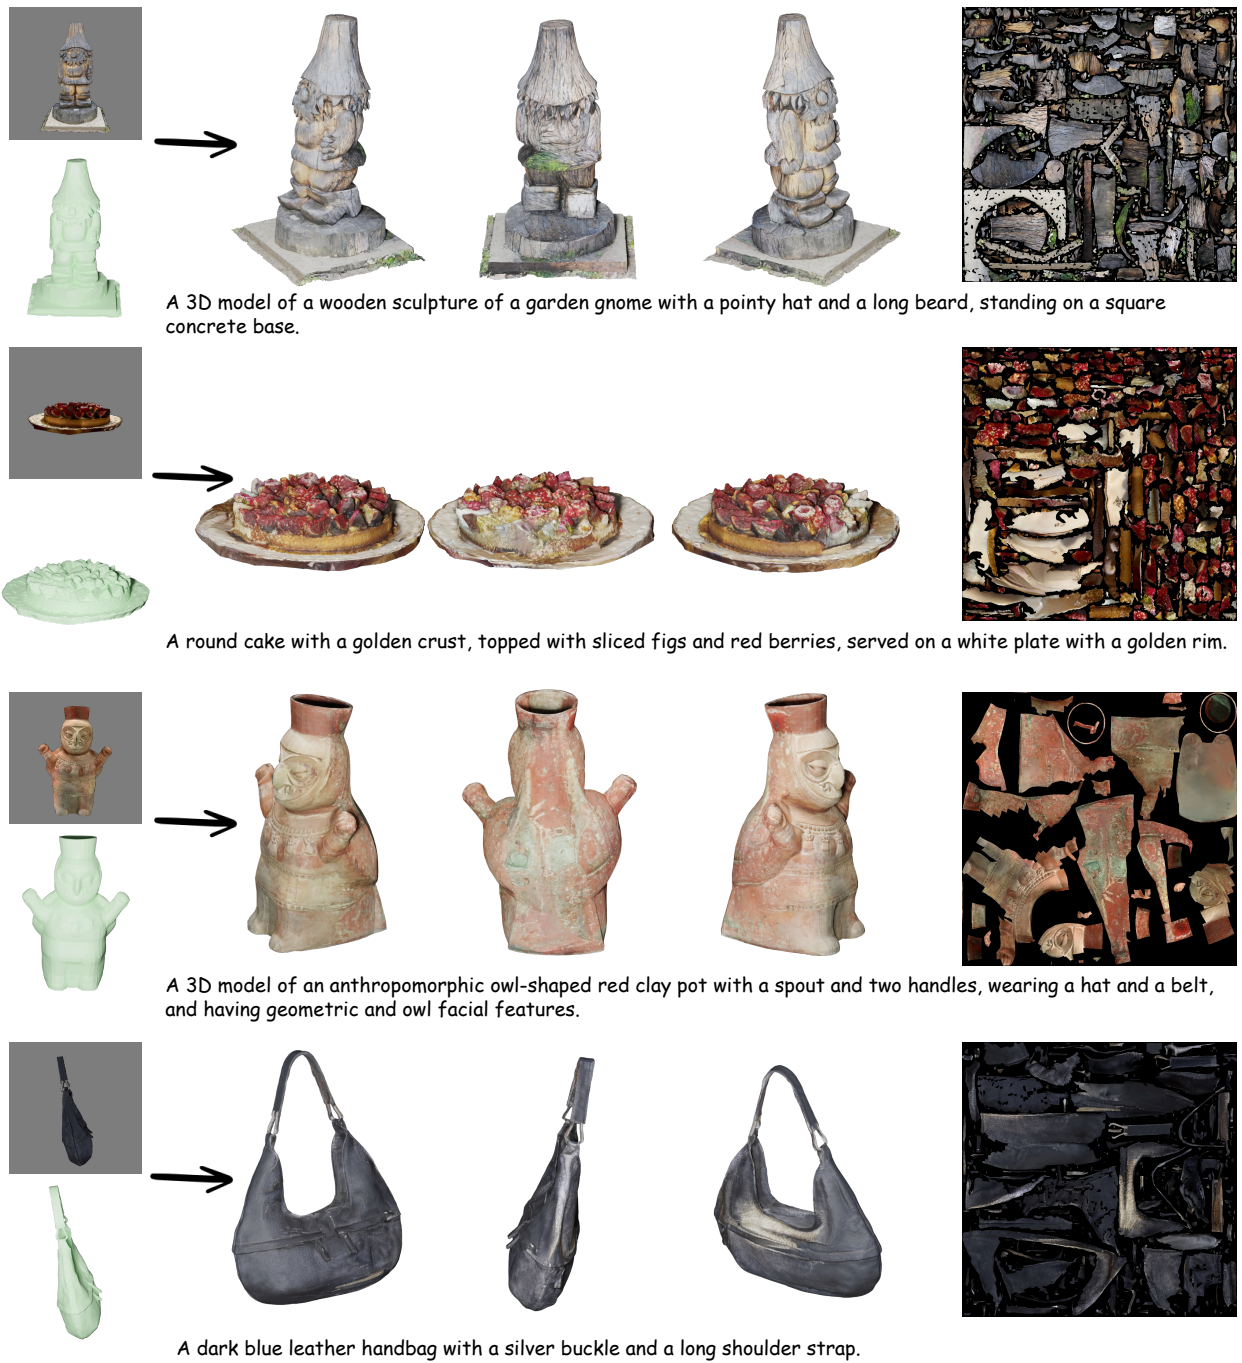 A 3D model of a wooden sculpture of a garden gnome with a pointy hat and a long beard, standing on a square
concrete base.
A round cake with a golden crust, topped with sliced figs and red berries, served on a white plate with a golden rim.
A 3D model of an anthropomorphic owl-shaped red clay pot with a spout and two handles, wearing a hat and a belt,
and having geometric and owl facial features.
A dark blue leather handbag with a silver buckle and a long shoulder strap.